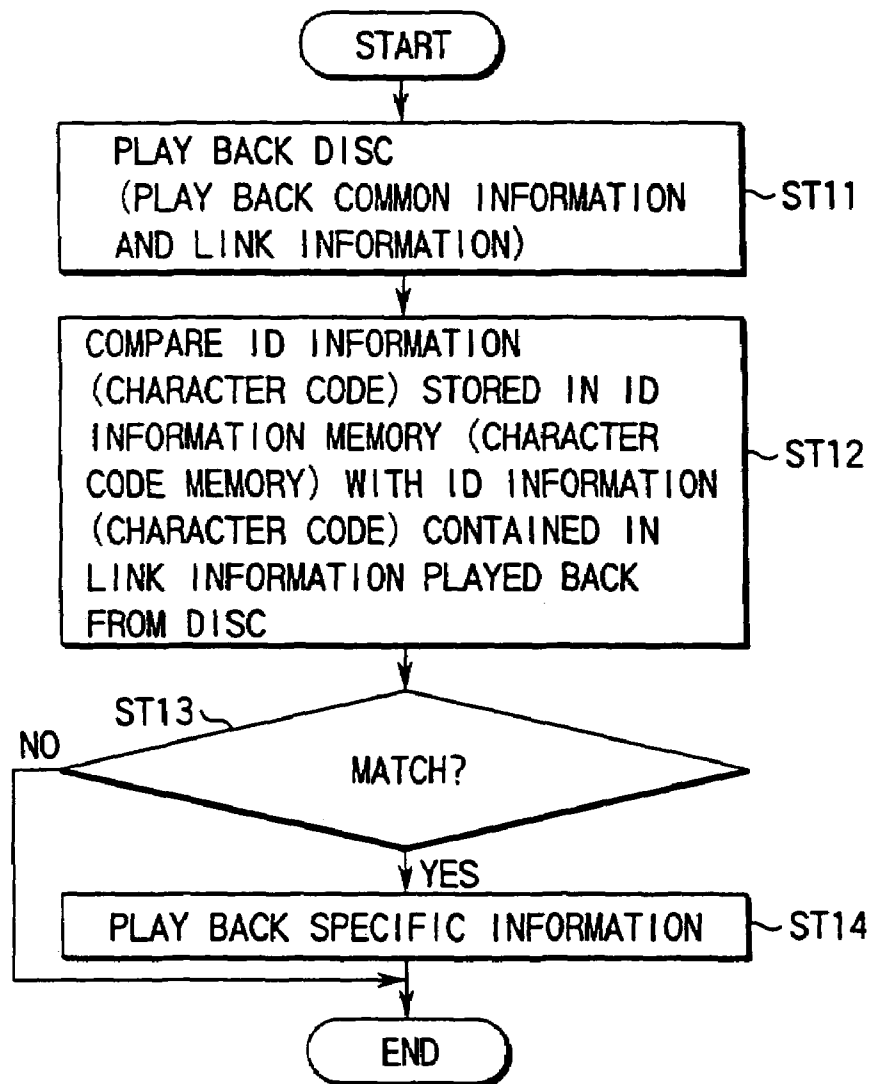 START
PLAY BACK DISC
(PLAY BACK COMMON INFORMATION
AND LINK INFORMATION)
ST11
COMPARE ID INFORMATION
(CHARACTER CODE) STORED IN ID
INFORMATION MEMORY (CHARACTER
CODE MEMORY) WITH ID INFORMATION
(CHARACTER CODE) CONTAINED IN
LINK INFORMATION PLAYED BACK
FROM DISC
ST12
ST13
NO
MATCH?
YES
PLAY BACK SPECIFIC INFORMATION
ST14
END